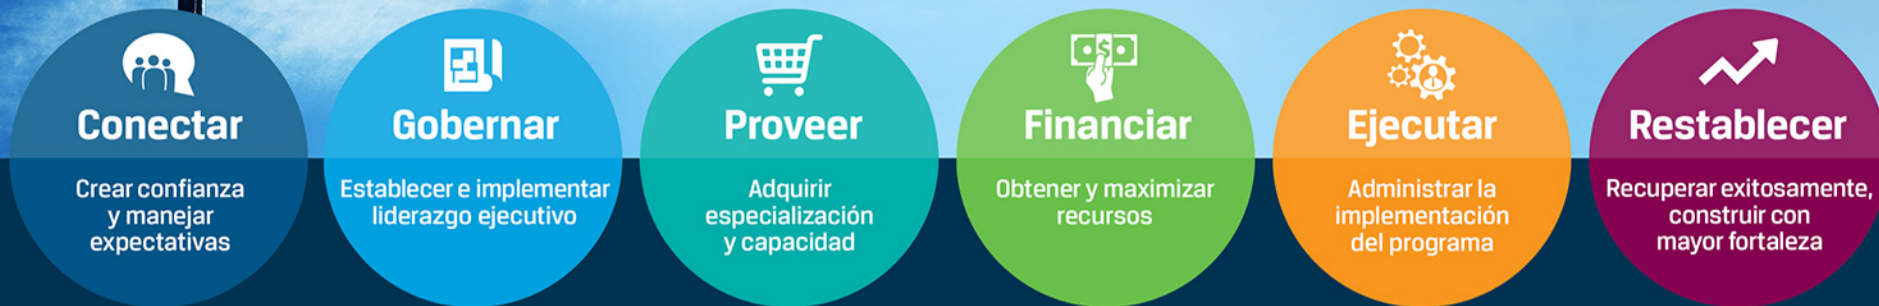 Conectar
Crear confianza
y manejar
expectativas
Gobernar
Establecer e implementar
liderazgo ejecutivo
Proveer
Adquirir
especialización
y capacidad
Financiar
Obtener y maximizar
recursos
Ejecutar
Administrar la
implementación
del programa
Restablecer
Recuperar exitosamente,
construir con
mayor fortaleza